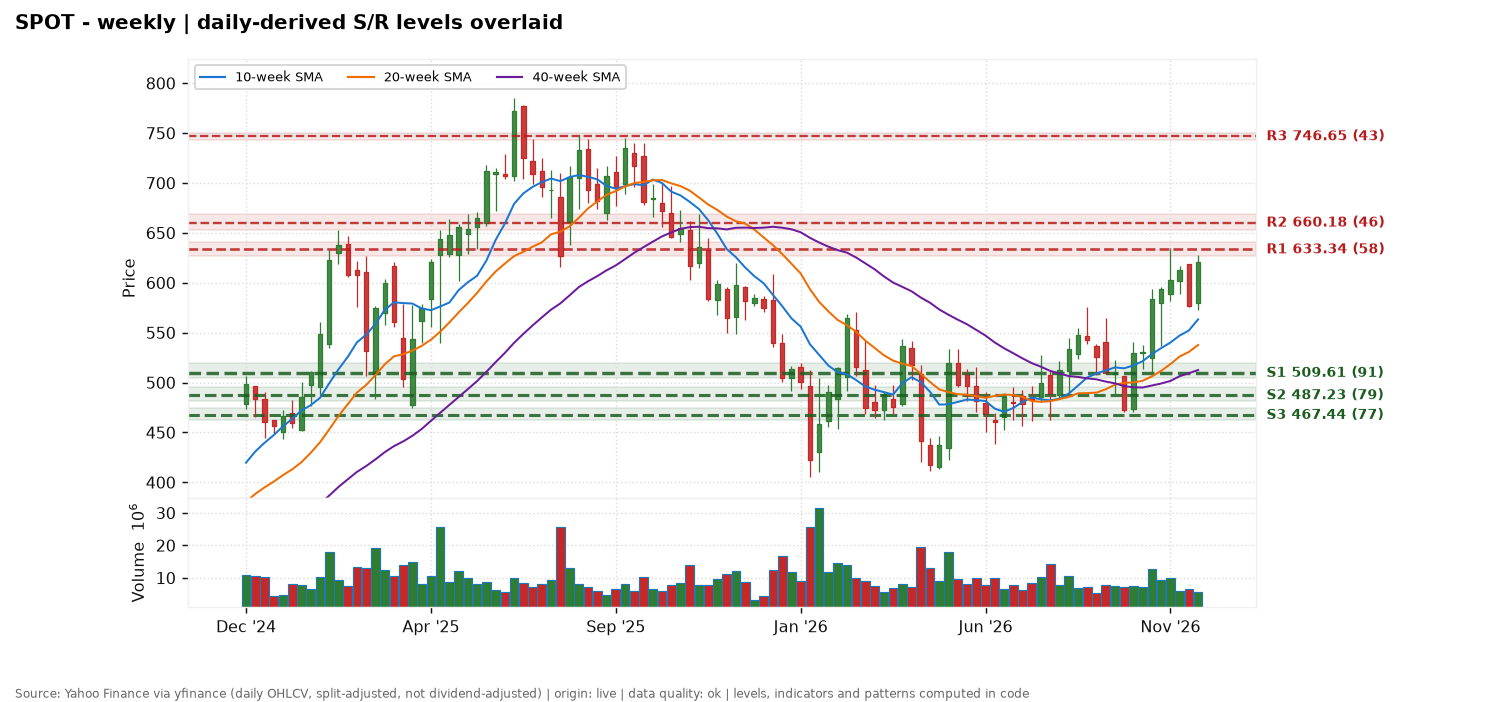 SPOT - weekly | daily-derived S/R levels overlaid
10-week SMA
20-week SMA
40-week SMA
Price
800
750
700
650
600
550
500
450
400
R3 746.65 (43)
R2 660.18 (46)
R1 633.34 (58)
S1 509.61 (91)
S2 487.23 (79)
S3 467.44 (77)
Volume 10⁶
30
20
10
Dec '24
Apr '25
Sep '25
Jan '26
Jun '26
Nov '26
Source: Yahoo Finance via yfinance (daily OHLCV, split-adjusted, not dividend-adjusted) | origin: live | data quality: ok | levels, indicators and patterns computed in code